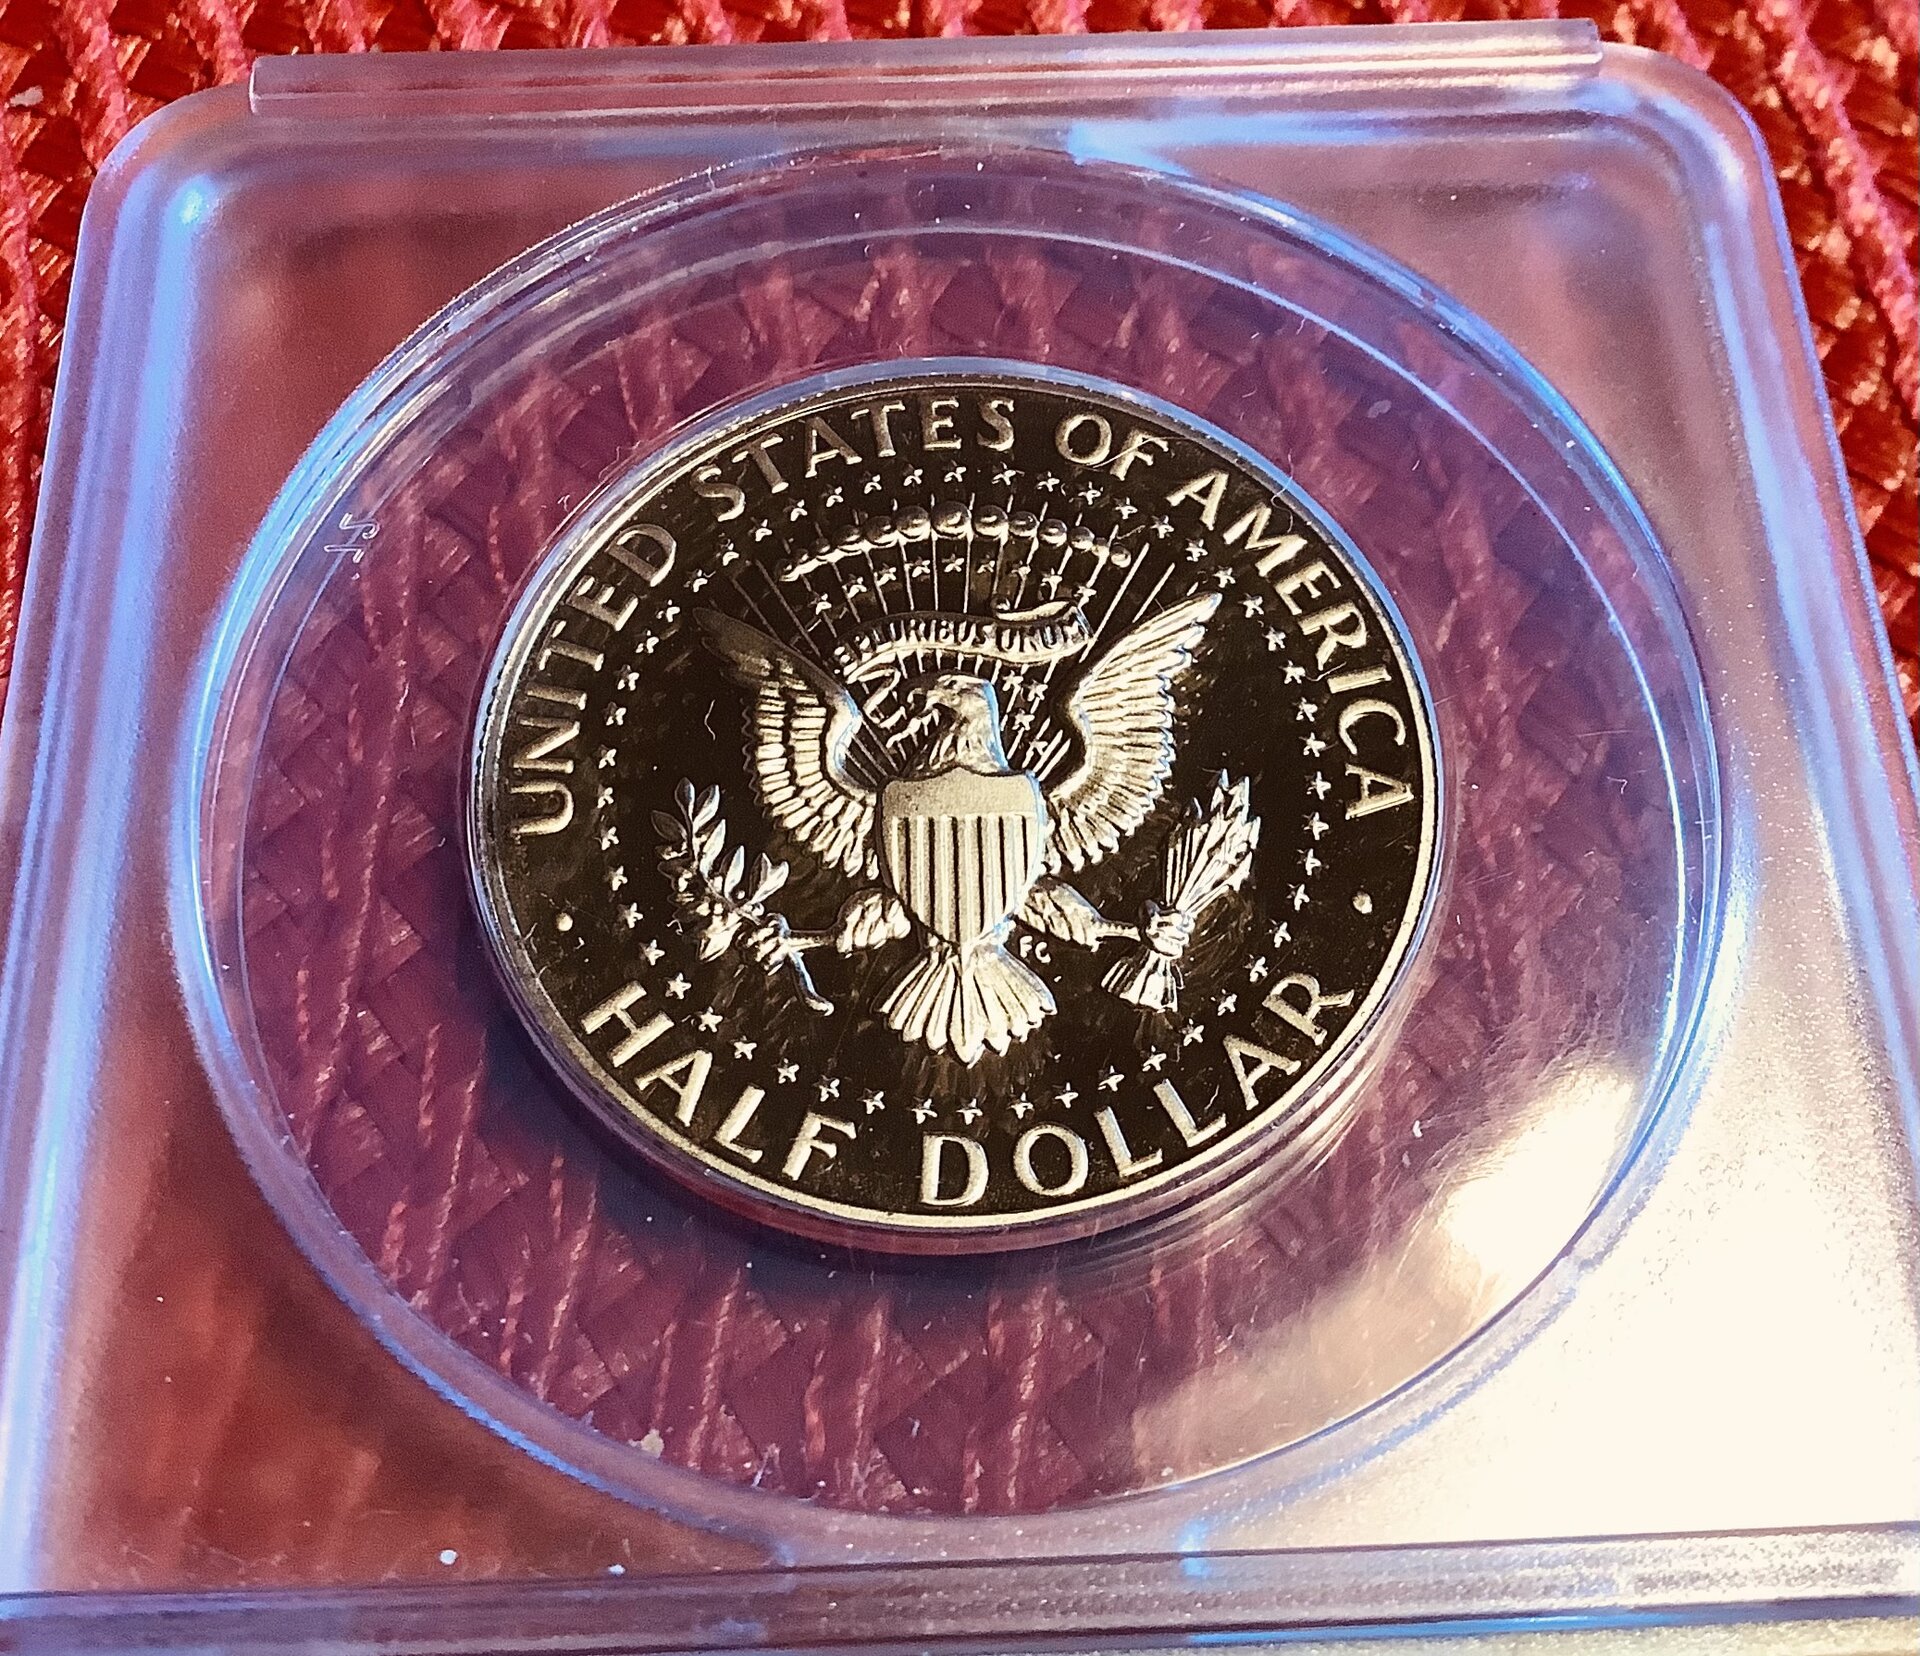 UNITED STATES OF AMERICA
E PLURIBUS UNUM
FG
HALF DOLLAR